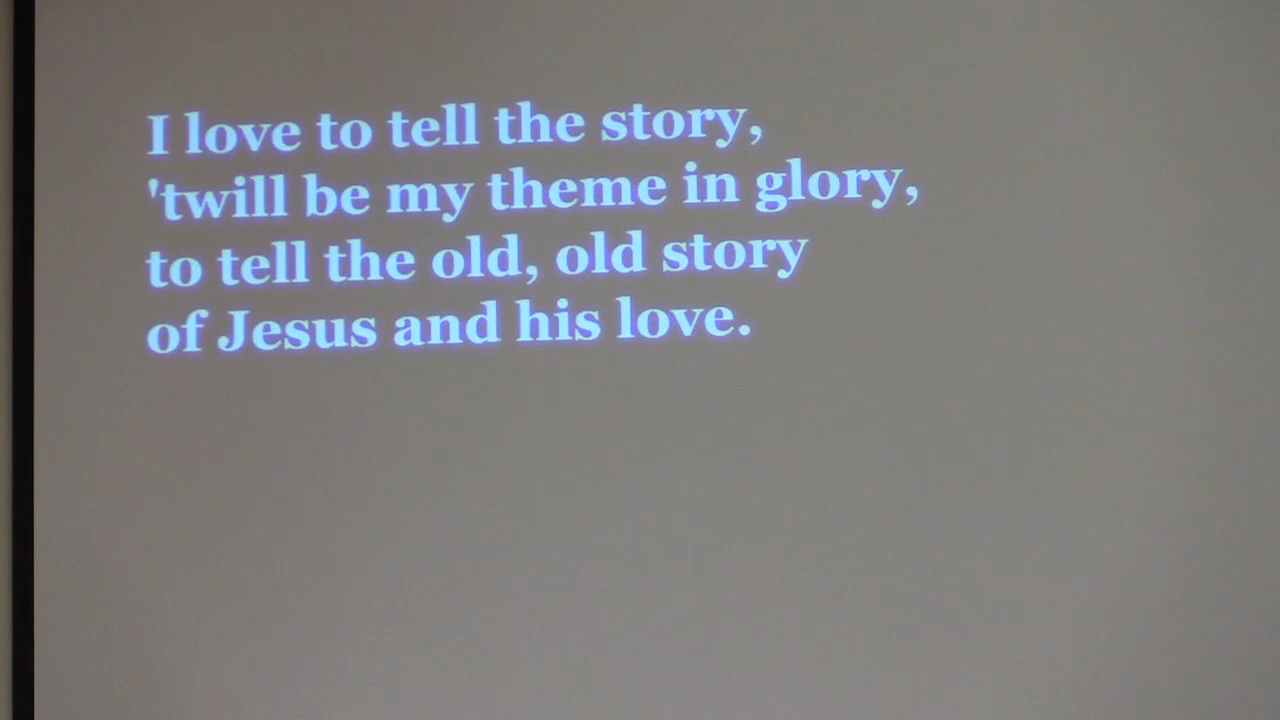 I love to tell the story,
'twill be my theme in glory,
to tell the old, old story
of Jesus and his love.